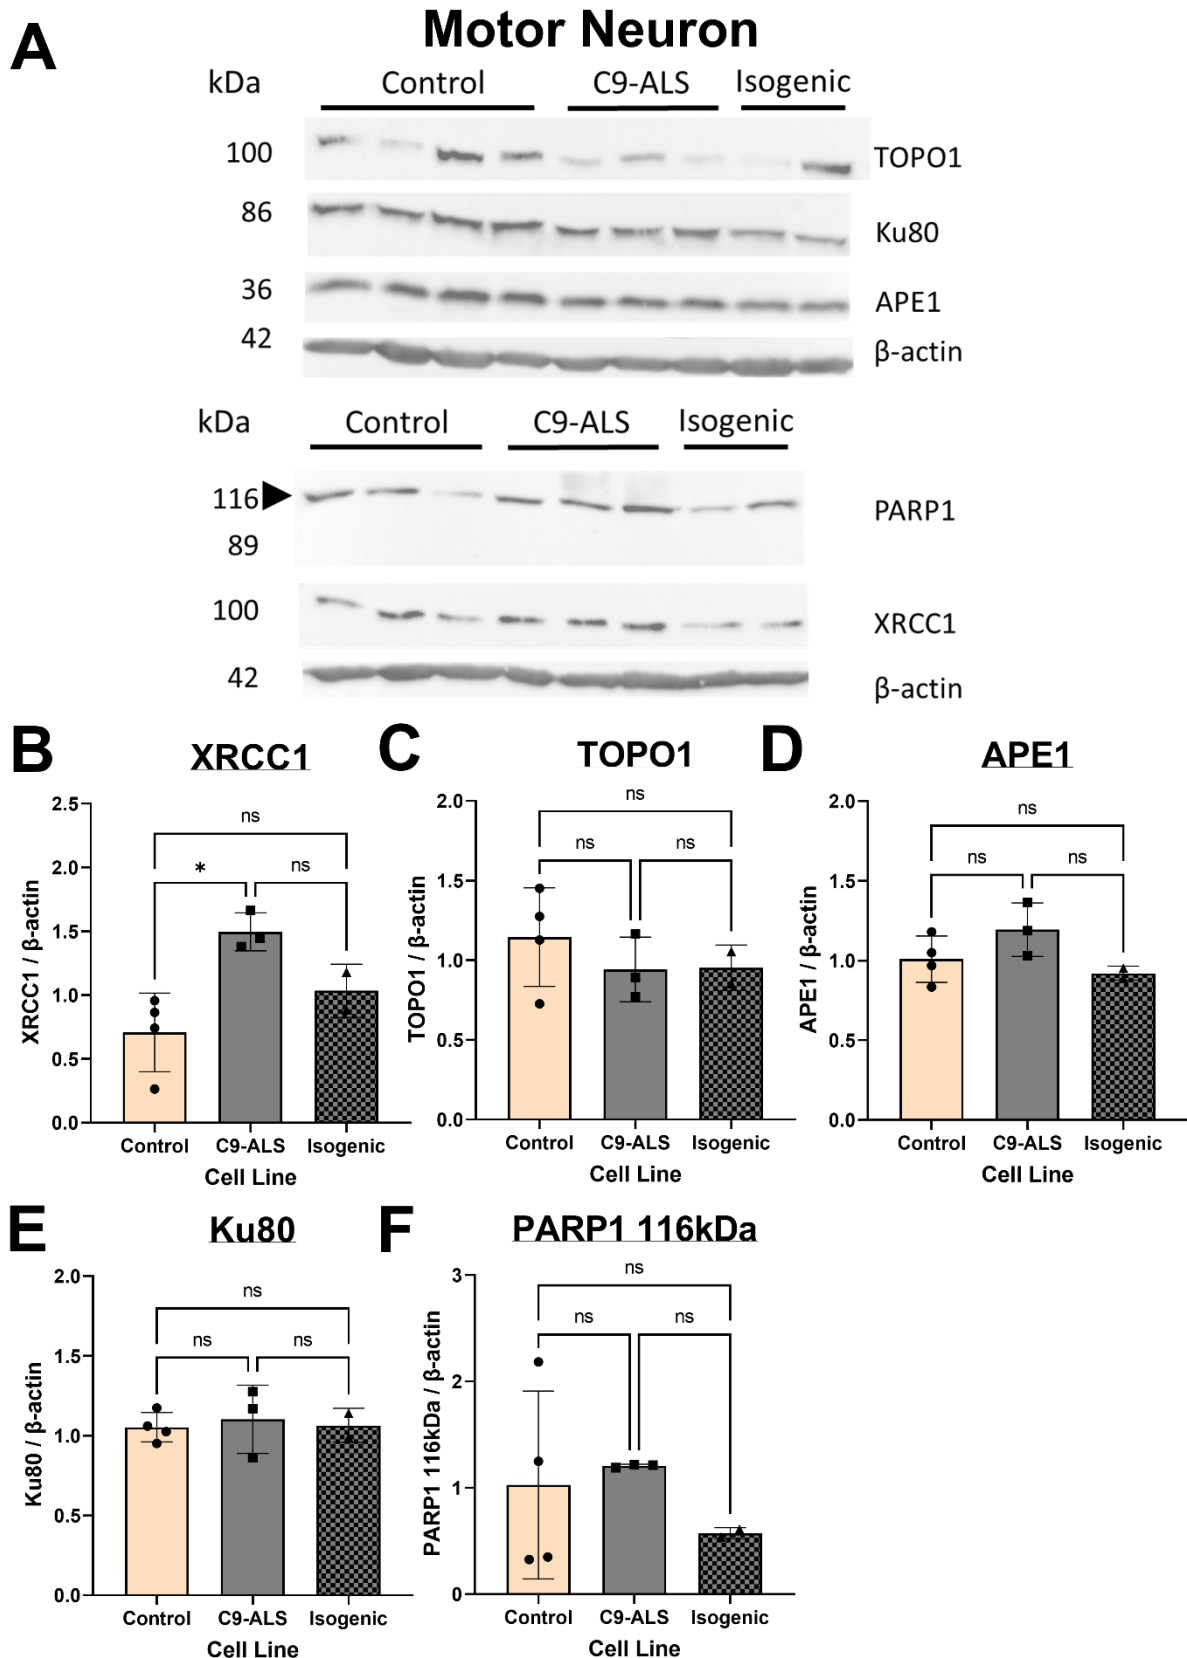 A
Motor Neuron
kDa
Control
C9-ALS
Isogenic
100
TOPO1
86
Ku80
36
APE1
42
β-actin
kDa
Control
C9-ALS
Isogenic
116
PARP1
89
100
XRCC1
42
β-actin
B
XRCC1
2.5
2.0
1.5
1.0
0.5
0.0
XRCC1 / β-actin
ns
*
ns
Control
C9-ALS
Isogenic
Cell Line
C
TOPO1
2.0
1.5
1.0
0.5
0.0
TOPO1 / β-actin
ns
ns
ns
Control
C9-ALS
Isogenic
Cell Line
D
APE1
2.0
1.5
1.0
0.5
0.0
APE1 / β-actin
ns
ns
ns
Control
C9-ALS
Isogenic
Cell Line
E
Ku80
2.0
1.5
1.0
0.5
0.0
Ku80 / β-actin
ns
ns
ns
Control
C9-ALS
Isogenic
Cell Line
F
PARP1 116kDa
3
2
1
0
PARP1 116kDa / β-actin
ns
ns
ns
Control
C9-ALS
Isogenic
Cell Line